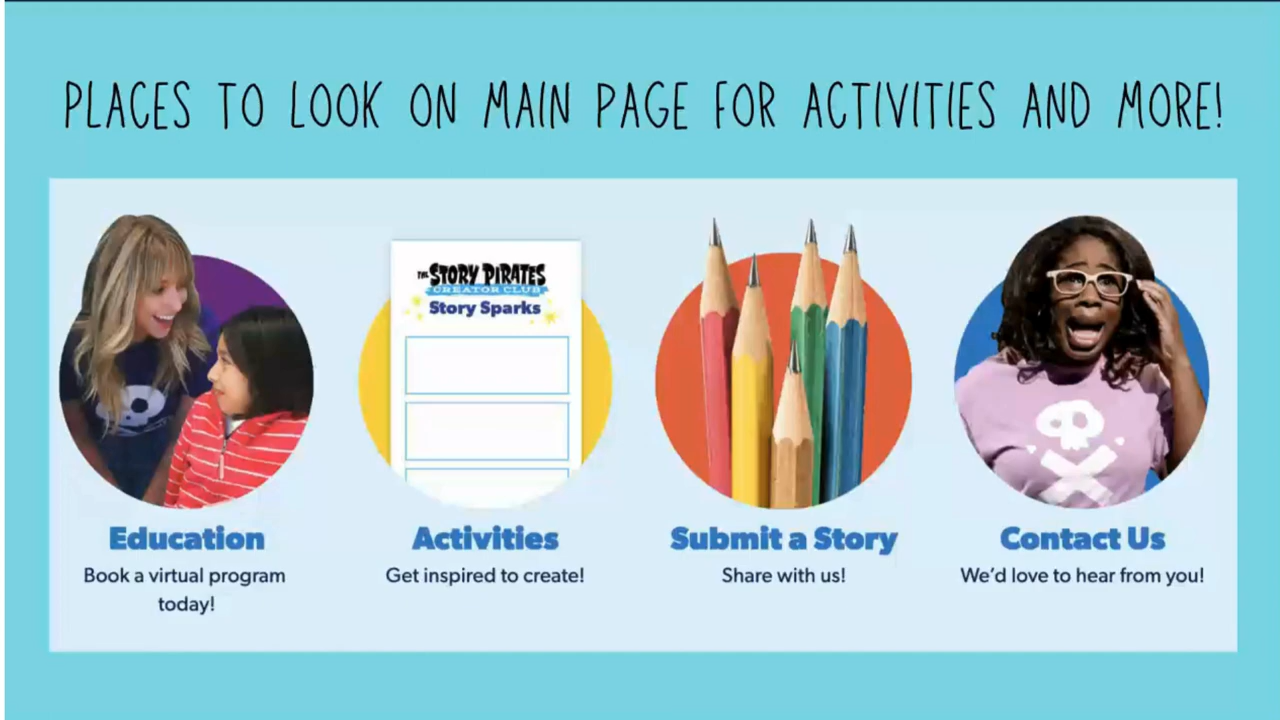 PLACES TO LOOK ON MAIN PAGE FOR ACTIVITIES AND MORE!
THE STORY PIRATES
CREATOR CLUB
Story Sparks
Education
Book a virtual program
today!
Activities
Get inspired to create!
Submit a Story
Share with us!
Contact Us
We'd love to hear from you!